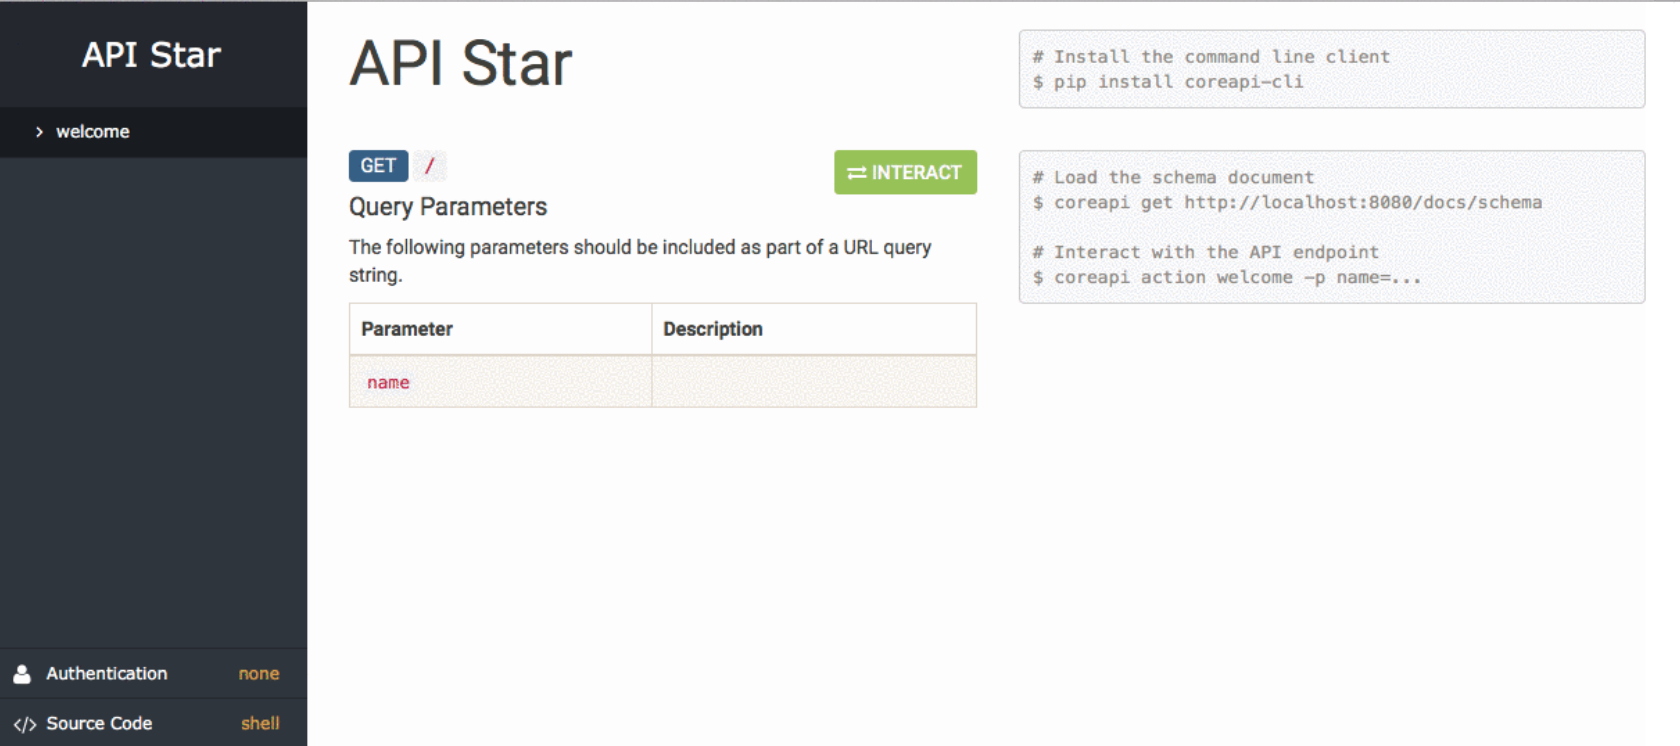 API Star
welcome
Authentication none
Source Code shell
API Star
GET /
INTERACT
Query Parameters
The following parameters should be included as part of a URL query
string.
Parameter Description
name
# Install the command line client
$ pip install coreapi-cli
# Load the schema document
$ coreapi get http://localhost:8080/docs/schema
# Interact with the API endpoint
$ coreapi action welcome -p name=...